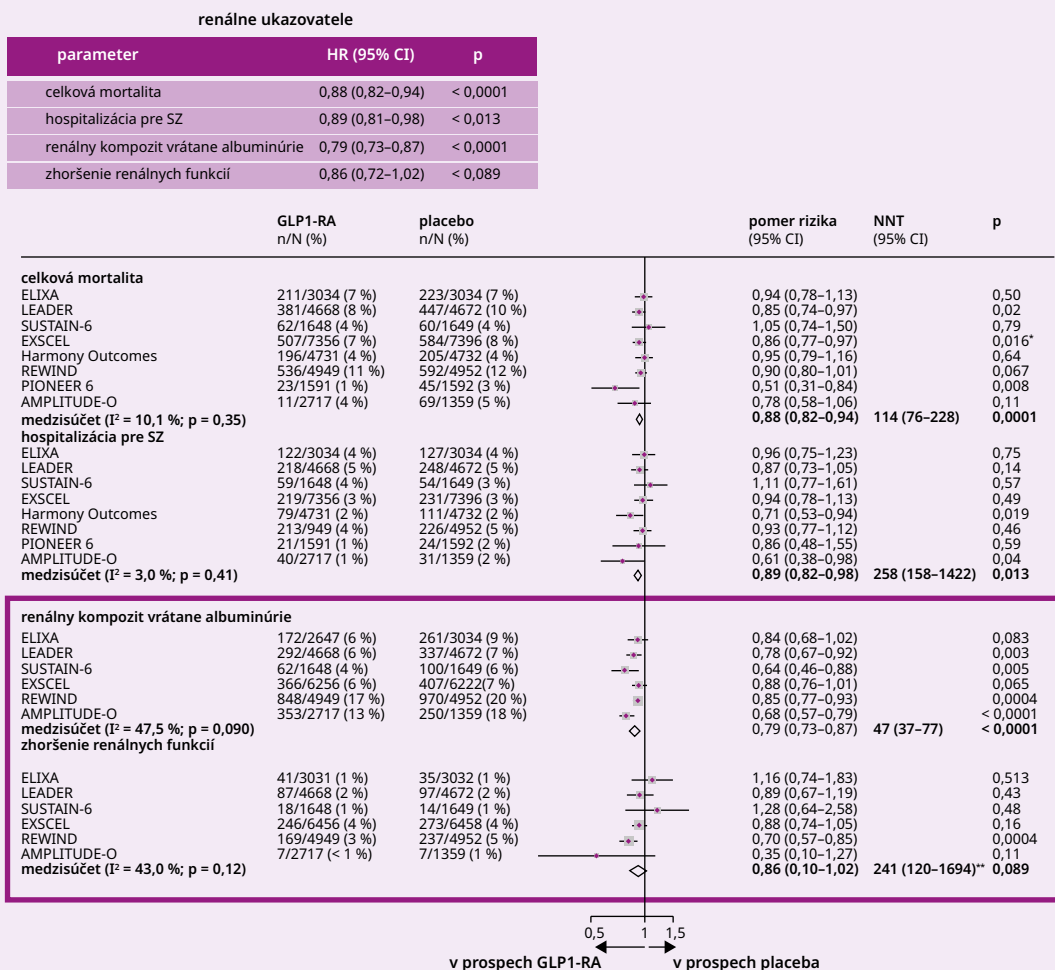 renálne ukazovatele
parameter HR (95% CI) p
celková mortalita 0,88 (0,82–0,94) < 0,0001
hospitalizácia pre SZ 0,89 (0,81–0,98) < 0,013
renálny kompozit vrátane albuminúrie 0,79 (0,73–0,87) < 0,0001
zhoršenie renálnych funkcií 0,86 (0,72–1,02) < 0,089
GLP1-RA placebo pomer rizika NNT p
n/N (%) n/N (%) (95% CI) (95% CI)
celková mortalita
ELIXA 211/3034 (7 %) 223/3034 (7 %) 0,94 (0,78–1,13) 0,50
LEADER 381/4668 (8 %) 447/4672 (10 %) 0,85 (0,74–0,97) 0,02
SUSTAIN-6 62/1648 (4 %) 60/1649 (4 %) 1,05 (0,74–1,50) 0,79
EXSCEL 507/7356 (7 %) 584/7396 (8 %) 0,86 (0,77–0,97) 0,016*
Harmony Outcomes 196/4731 (4 %) 205/4732 (4 %) 0,95 (0,79–1,16) 0,64
REWIND 536/4949 (11 %) 592/4952 (12 %) 0,90 (0,80–1,01) 0,067
PIONEER 6 23/1591 (1 %) 45/1592 (3 %) 0,51 (0,31–0,84) 0,008
AMPLITUDE-O 11/2717 (4 %) 69/1359 (5 %) 0,78 (0,58–1,06) 0,11
medzisúčet (I² = 10,1 %; p = 0,35) 0,88 (0,82–0,94) 114 (76–228) 0,0001
hospitalizácia pre SZ
ELIXA 122/3034 (4 %) 127/3034 (4 %) 0,96 (0,75–1,23) 0,75
LEADER 218/4668 (5 %) 248/4672 (5 %) 0,87 (0,73–1,05) 0,14
SUSTAIN-6 59/1648 (4 %) 54/1649 (3 %) 1,11 (0,77–1,61) 0,57
EXSCEL 219/7356 (3 %) 231/7396 (3 %) 0,94 (0,78–1,13) 0,49
Harmony Outcomes 79/4731 (2 %) 111/4732 (2 %) 0,71 (0,53–0,94) 0,019
REWIND 213/949 (4 %) 226/4952 (5 %) 0,93 (0,77–1,12) 0,46
PIONEER 6 21/1591 (1 %) 24/1592 (2 %) 0,86 (0,48–1,55) 0,59
AMPLITUDE-O 40/2717 (1 %) 31/1359 (2 %) 0,61 (0,38–0,98) 0,04
medzisúčet (I² = 3,0 %; p = 0,41) 0,89 (0,82–0,98) 258 (158–1422) 0,013
renálny kompozit vrátane albuminúrie
ELIXA 172/2647 (6 %) 261/3034 (9 %) 0,84 (0,68–1,02) 0,083
LEADER 292/4668 (6 %) 337/4672 (7 %) 0,78 (0,67–0,92) 0,003
SUSTAIN-6 62/1648 (4 %) 100/1649 (6 %) 0,64 (0,46–0,88) 0,005
EXSCEL 366/6256 (6 %) 407/6222(7 %) 0,88 (0,76–1,01) 0,065
REWIND 848/4949 (17 %) 970/4952 (20 %) 0,85 (0,77–0,93) 0,0004
AMPLITUDE-O 353/2717 (13 %) 250/1359 (18 %) 0,68 (0,57–0,79) < 0,0001
medzisúčet (I² = 47,5 %; p = 0,090) 0,79 (0,73–0,87) 47 (37–77) < 0,0001
zhoršenie renálnych funkcií
ELIXA 41/3031 (1 %) 35/3032 (1 %) 1,16 (0,74–1,83) 0,513
LEADER 87/4668 (2 %) 97/4672 (2 %) 0,89 (0,67–1,19) 0,43
SUSTAIN-6 18/1648 (1 %) 14/1649 (1 %) 1,28 (0,64–2,58) 0,48
EXSCEL 246/6456 (4 %) 273/6458 (4 %) 0,88 (0,74–1,05) 0,16
REWIND 169/4949 (3 %) 237/4952 (5 %) 0,70 (0,57–0,85) 0,0004
AMPLITUDE-O 7/2717 (< 1 %) 7/1359 (1 %) 0,35 (0,10–1,27) 0,11
medzisúčet (I² = 43,0 %; p = 0,12) 0,86 (0,10–1,02) 241 (120–1694)** 0,089
0,5 1 1,5
v prospech GLP1-RA v prospech placeba